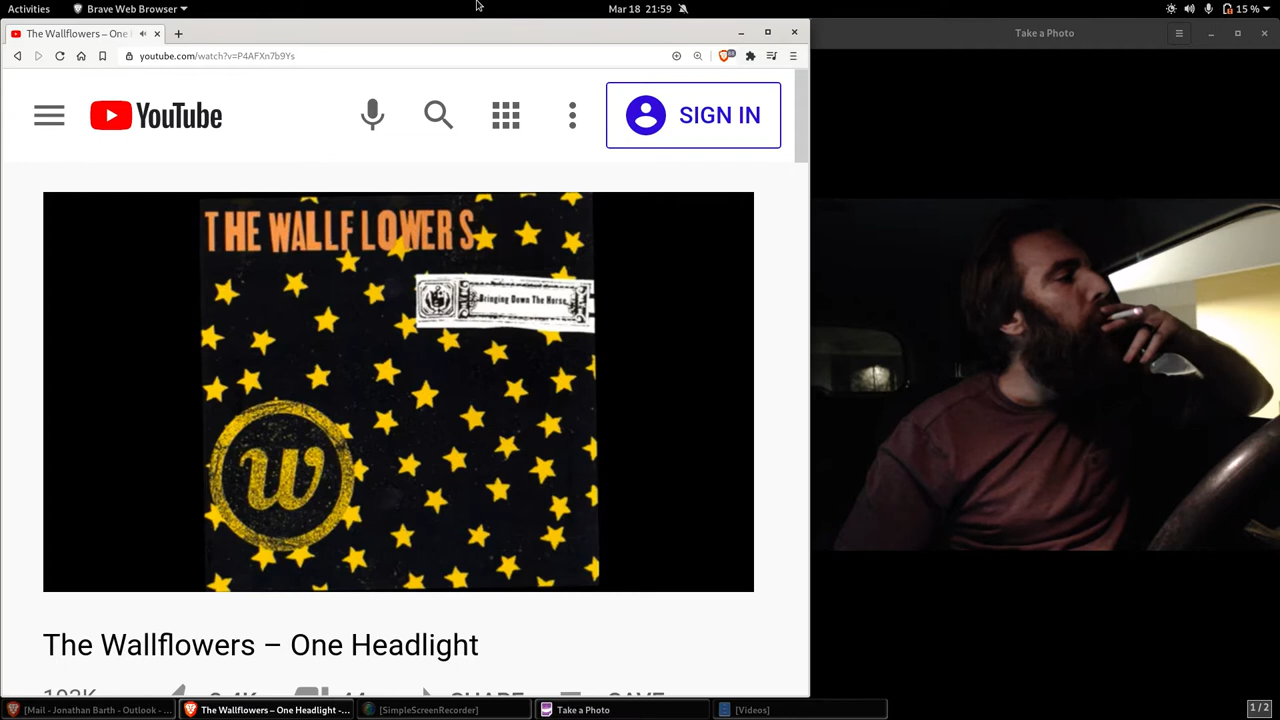 Activities
Brave Web Browser
Mar 18 21:59
15 %
The Wallflowers – One
youtube.com/watch?v=P4AFXn7b9Ys
YouTube
SIGN IN
THE WALLFLOWERS
Bringing Down The Horse
w
The Wallflowers – One Headlight
SHARE
SAVE
Take a Photo
[Mail - Jonathan Barth - Outlook - ...
The Wallflowers – One Headlight -...
[SimpleScreenRecorder]
Take a Photo
[Videos]
1 / 2